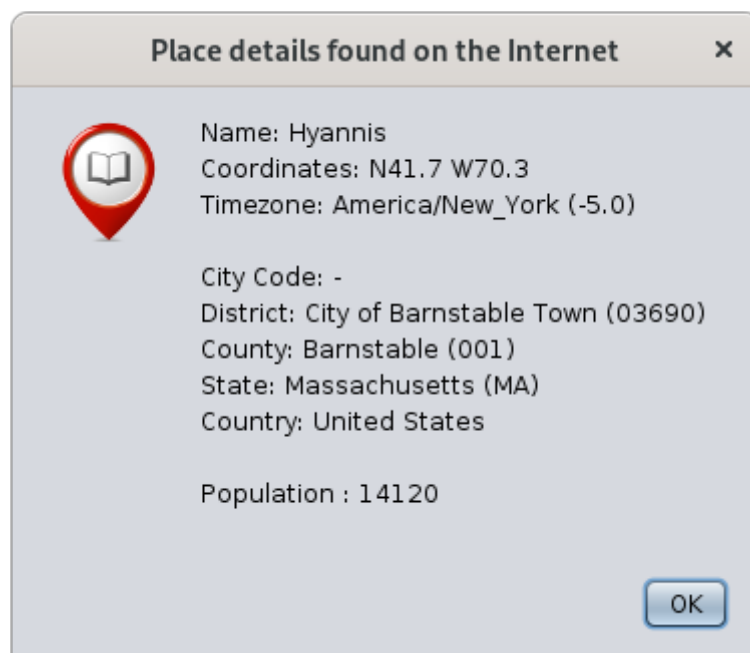 Place details found on the Internet ×
Name: Hyannis
Coordinates: N41.7 W70.3
Timezone: America/New_York (-5.0)
City Code: -
District: City of Barnstable Town (03690)
County: Barnstable (001)
State: Massachusetts (MA)
Country: United States
Population : 14120
OK